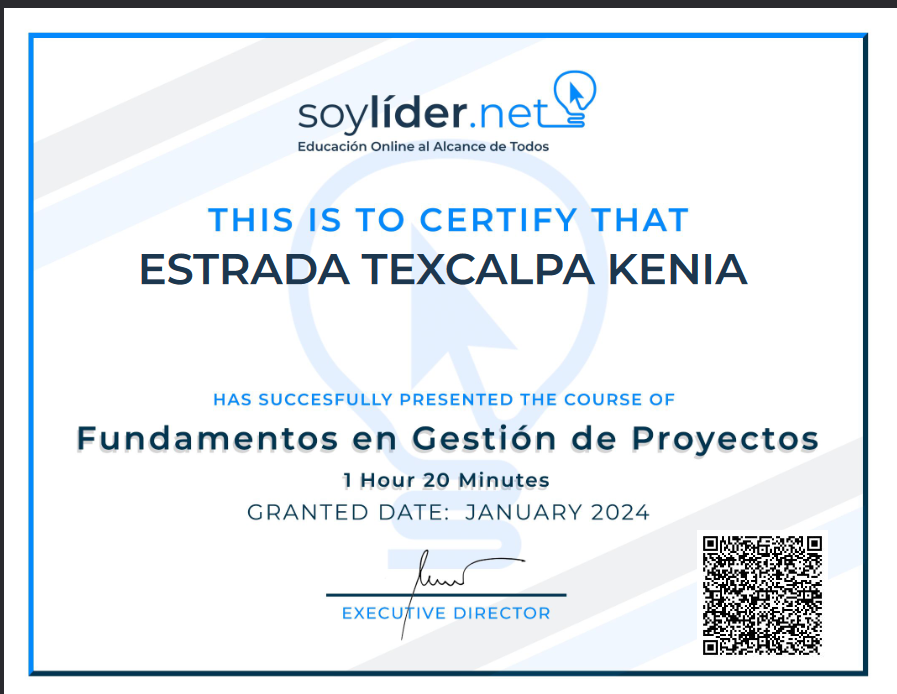 soylíder.net
Educación Online al Alcance de Todos
THIS IS TO CERTIFY THAT
ESTRADA TEXCALPA KENIA
HAS SUCCESFULLY PRESENTED THE COURSE OF
Fundamentos en Gestión de Proyectos
1 Hour 20 Minutes
GRANTED DATE: JANUARY 2024
EXECUTIVE DIRECTOR